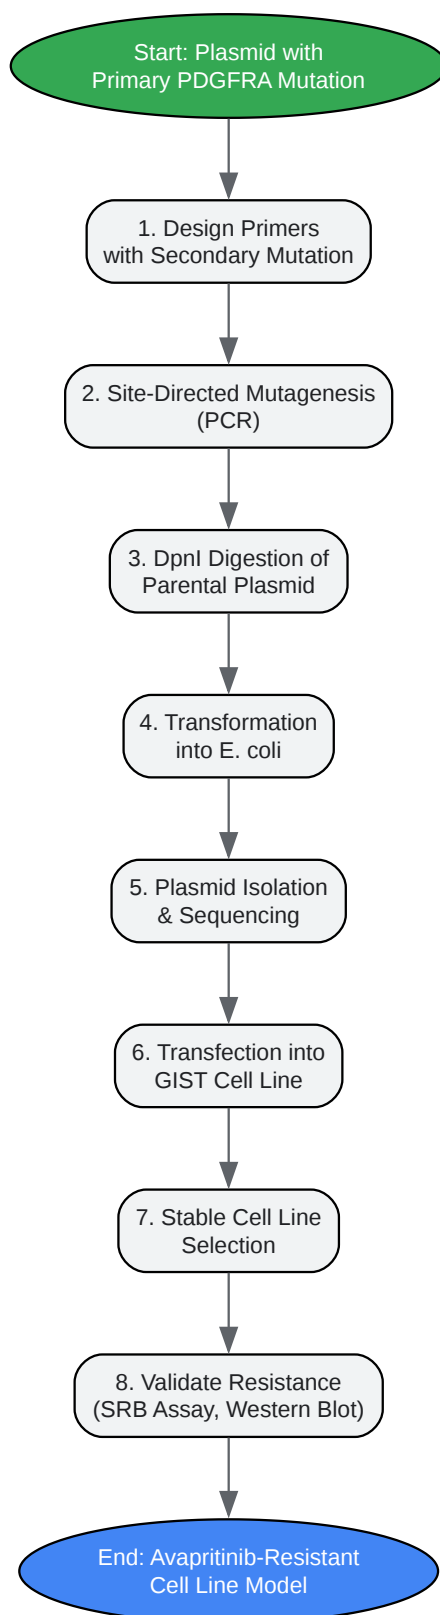 Start: Plasmid with
Primary PDGFRA Mutation
1. Design Primers
with Secondary Mutation
2. Site-Directed Mutagenesis
(PCR)
3. DpnI Digestion of
Parental Plasmid
4. Transformation
into E. coli
5. Plasmid Isolation
& Sequencing
6. Transfection into
GIST Cell Line
7. Stable Cell Line
Selection
8. Validate Resistance
(SRB Assay, Western Blot)
End: Avapritinib-Resistant
Cell Line Model